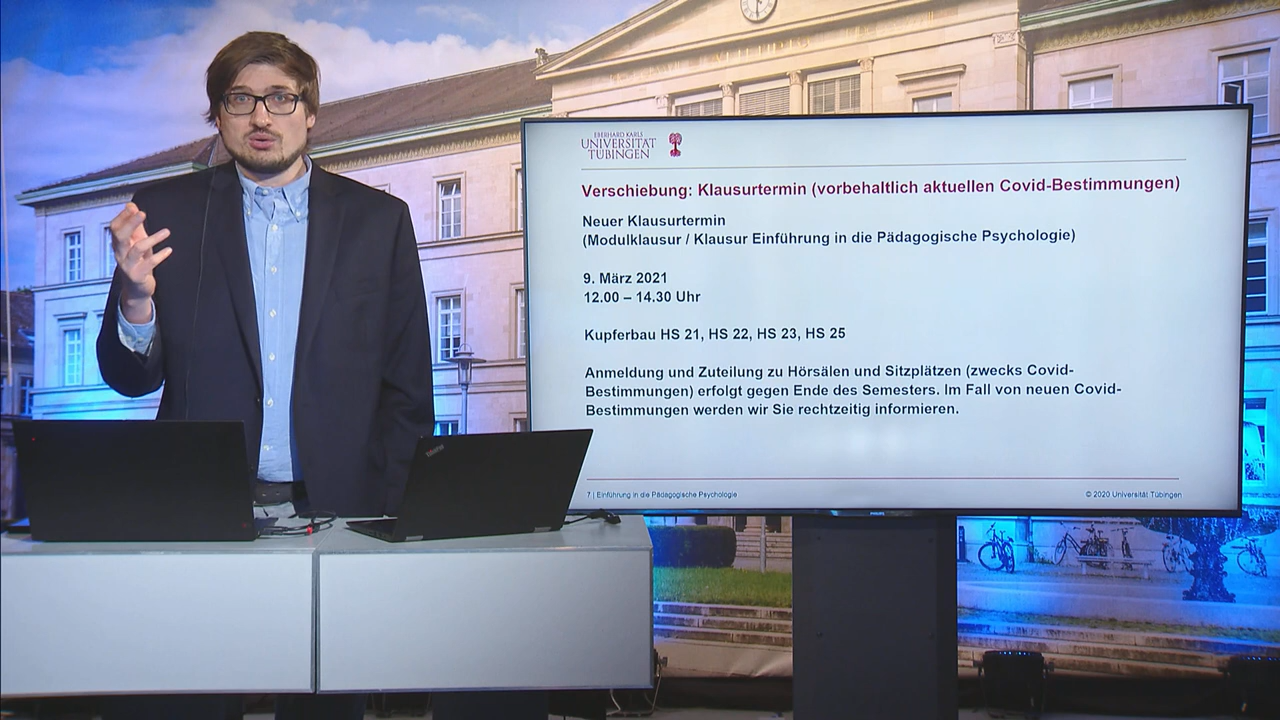 EBERHARD KARLS
UNIVERSITÄT
TÜBINGEN
Verschiebung: Klausurtermin (vorbehaltlich aktuellen Covid-Bestimmungen)
Neuer Klausurtermin
(Modulklausur / Klausur Einführung in die Pädagogische Psychologie)
9. März 2021
12.00 – 14.30 Uhr
Kupferbau HS 21, HS 22, HS 23, HS 25
Anmeldung und Zuteilung zu Hörsälen und Sitzplätzen (zwecks Covid-
Bestimmungen) erfolgt gegen Ende des Semesters. Im Fall von neuen Covid-
Bestimmungen werden wir Sie rechtzeitig informieren.
7 | Einführung in die Pädagogische Psychologie
© 2020 Universität Tübingen
PHILIPS
ThinkPad